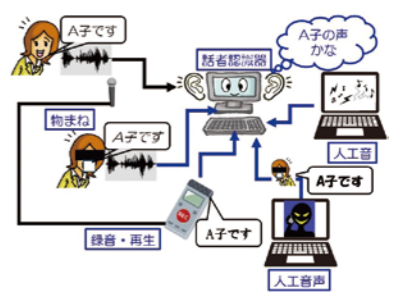 A子です
話者認識器
A子の声
かな
物まね
A子です
人工音
A子です
録音・再生
REC
A子です
人工音声